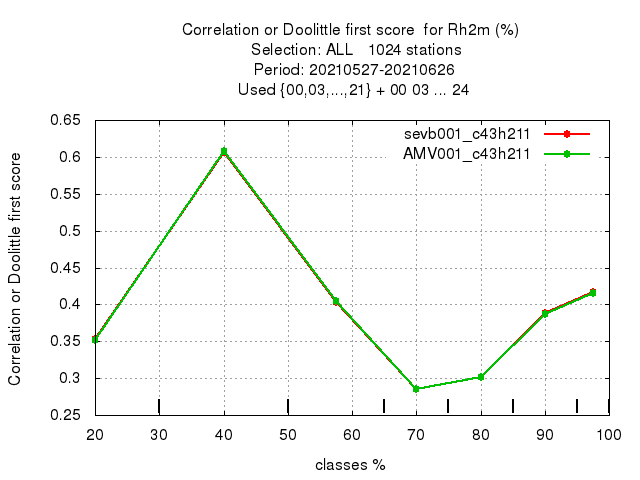 Correlation or Doolittle first score  for Rh2m (%)
Selection: ALL   1024 stations
Period: 20210527-20210626
Used {00,03,...,21} + 00 03 ... 24
sevb001_c43h211
AMV001_c43h211
Correlation or Doolittle first score
0.65
0.6
0.55
0.5
0.45
0.4
0.35
0.3
0.25
20 30 40 50 60 70 80 90 100
classes %